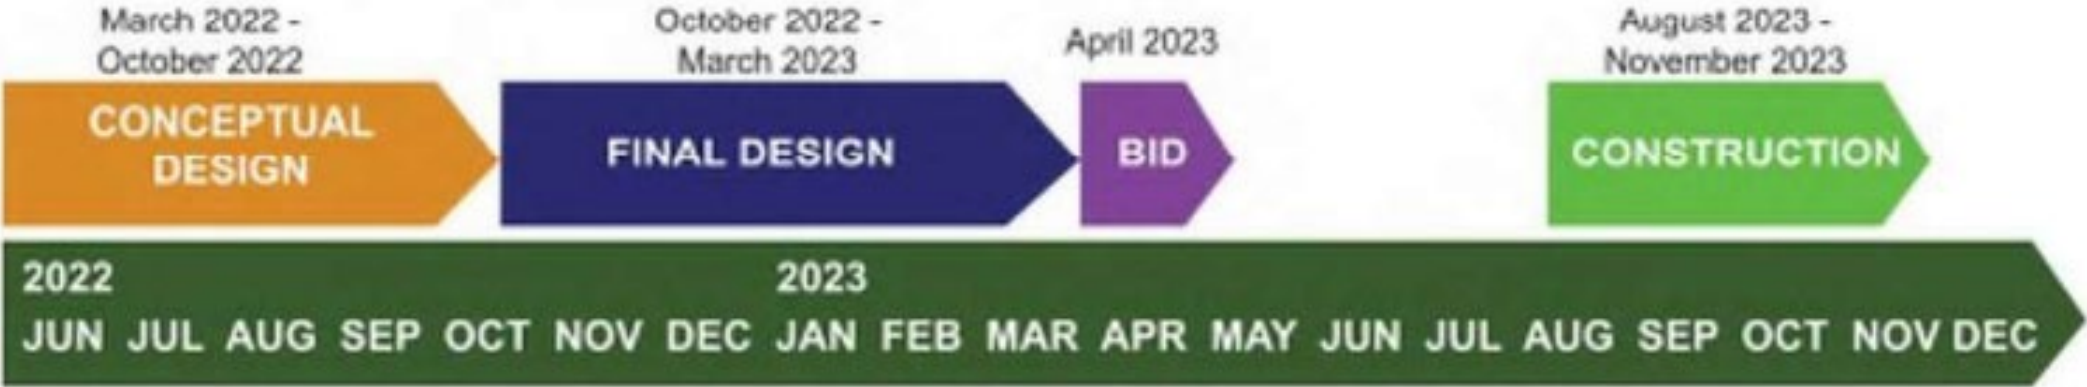 March 2022 -
October 2022
October 2022 -
March 2023
April 2023
August 2023 -
November 2023
CONCEPTUAL
DESIGN
FINAL DESIGN
BID
CONSTRUCTION
2022
2023
JUN JUL AUG SEP OCT NOV DEC JAN FEB MAR APR MAY JUN JUL AUG SEP OCT NOV DEC